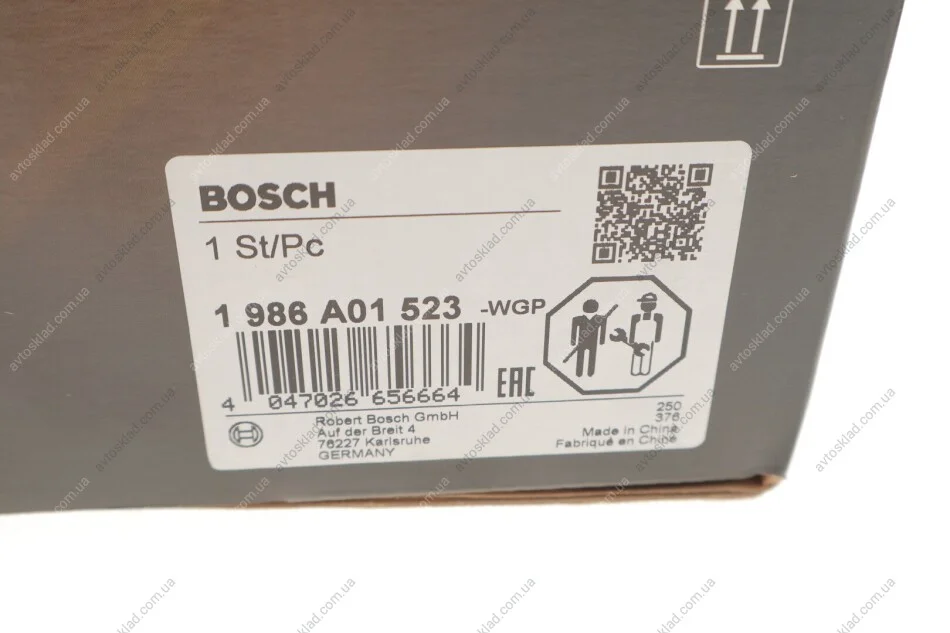 BOSCH
1 St/Pc
1 986 A01 523 -WGP
EAC
4 047026 656664
Robert Bosch GmbH
Auf der Breit 4
76227 Karlsruhe
GERMANY
250
376
Made in China
Fabriqué en Chine
avtosklad.com.ua